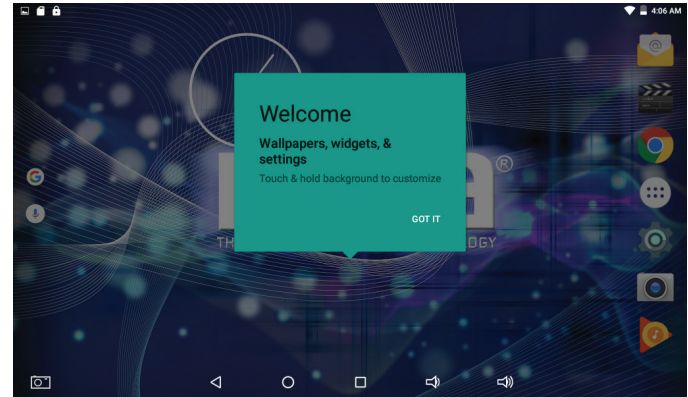 4:06 AM
Welcome
Wallpapers, widgets, &
settings
Touch & hold background to customize
GOT IT
TH
OGY